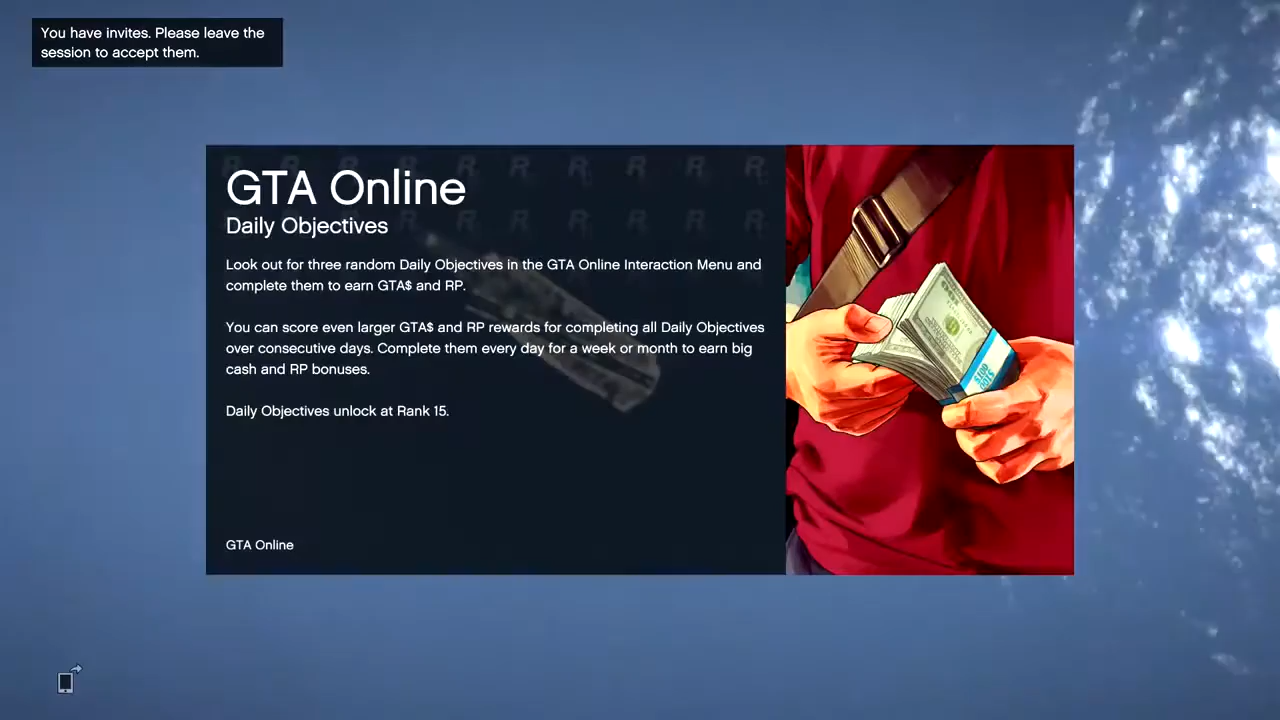 You have invites. Please leave the
session to accept them.
GTA Online
Daily Objectives
Look out for three random Daily Objectives in the GTA Online Interaction Menu and
complete them to earn GTA$ and RP.
You can score even larger GTA$ and RP rewards for completing all Daily Objectives
over consecutive days. Complete them every day for a week or month to earn big
cash and RP bonuses.
Daily Objectives unlock at Rank 15.
GTA Online